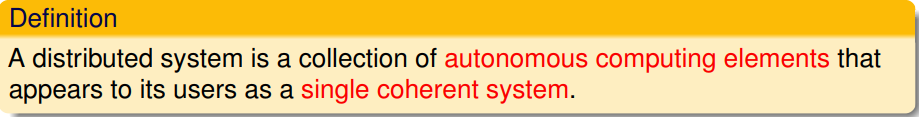 Definition
A distributed system is a collection of autonomous computing elements that
appears to its users as a single coherent system.